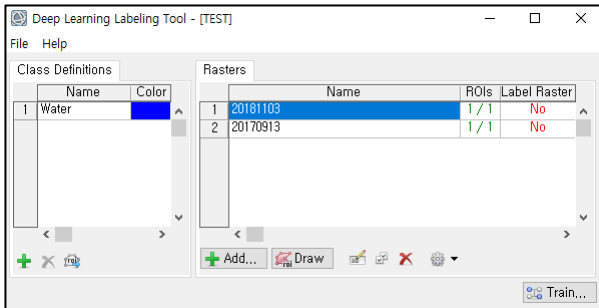 Deep Learning Labeling Tool - [TEST]
File Help
Class Definitions
Name Color
1 Water
Rasters
Name ROIs Label Raster
1 20181103 1 / 1 No
2 20170913 1 / 1 No
Add... Draw
Train...